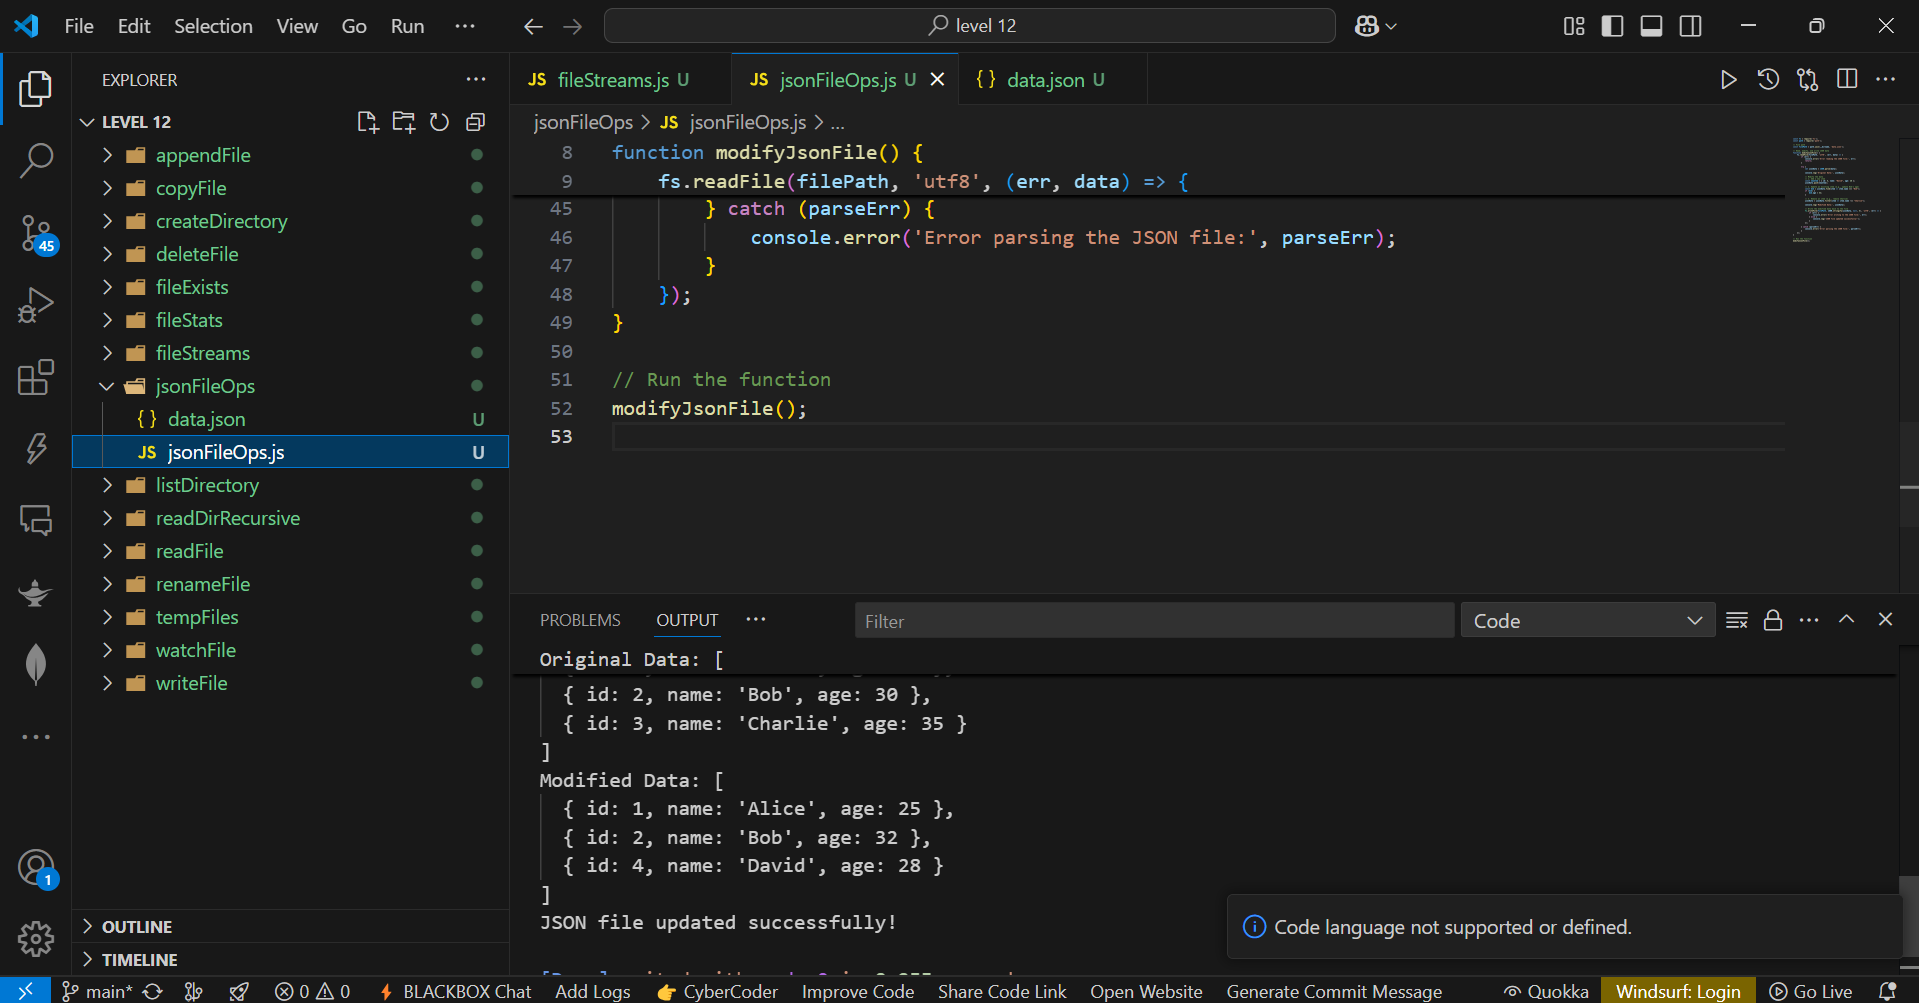 File Edit Selection View Go Run ··· level 12
EXPLORER ···
LEVEL 12
appendFile
copyFile
createDirectory
deleteFile
fileExists
fileStats
fileStreams
jsonFileOps
{} data.json U
JS jsonFileOps.js U
listDirectory
readDirRecursive
readFile
renameFile
tempFiles
watchFile
writeFile
OUTLINE
TIMELINE
45
1
JS fileStreams.js U JS jsonFileOps.js U {} data.json U
jsonFileOps > JS jsonFileOps.js > ...
8 function modifyJsonFile() {
9 fs.readFile(filePath, 'utf8', (err, data) => {
45 } catch (parseErr) {
46 console.error('Error parsing the JSON file:', parseErr);
47 }
48 });
49 }
50
51 // Run the function
52 modifyJsonFile();
53
PROBLEMS OUTPUT ··· Filter Code
Original Data: [
{ id: 2, name: 'Bob', age: 30 },
{ id: 3, name: 'Charlie', age: 35 }
]
Modified Data: [
{ id: 1, name: 'Alice', age: 25 },
{ id: 2, name: 'Bob', age: 32 },
{ id: 4, name: 'David', age: 28 }
]
JSON file updated successfully!
Code language not supported or defined.
main* 0 0 BLACKBOX Chat Add Logs CyberCoder Improve Code Share Code Link Open Website Generate Commit Message Quokka Windsurf: Login Go Live